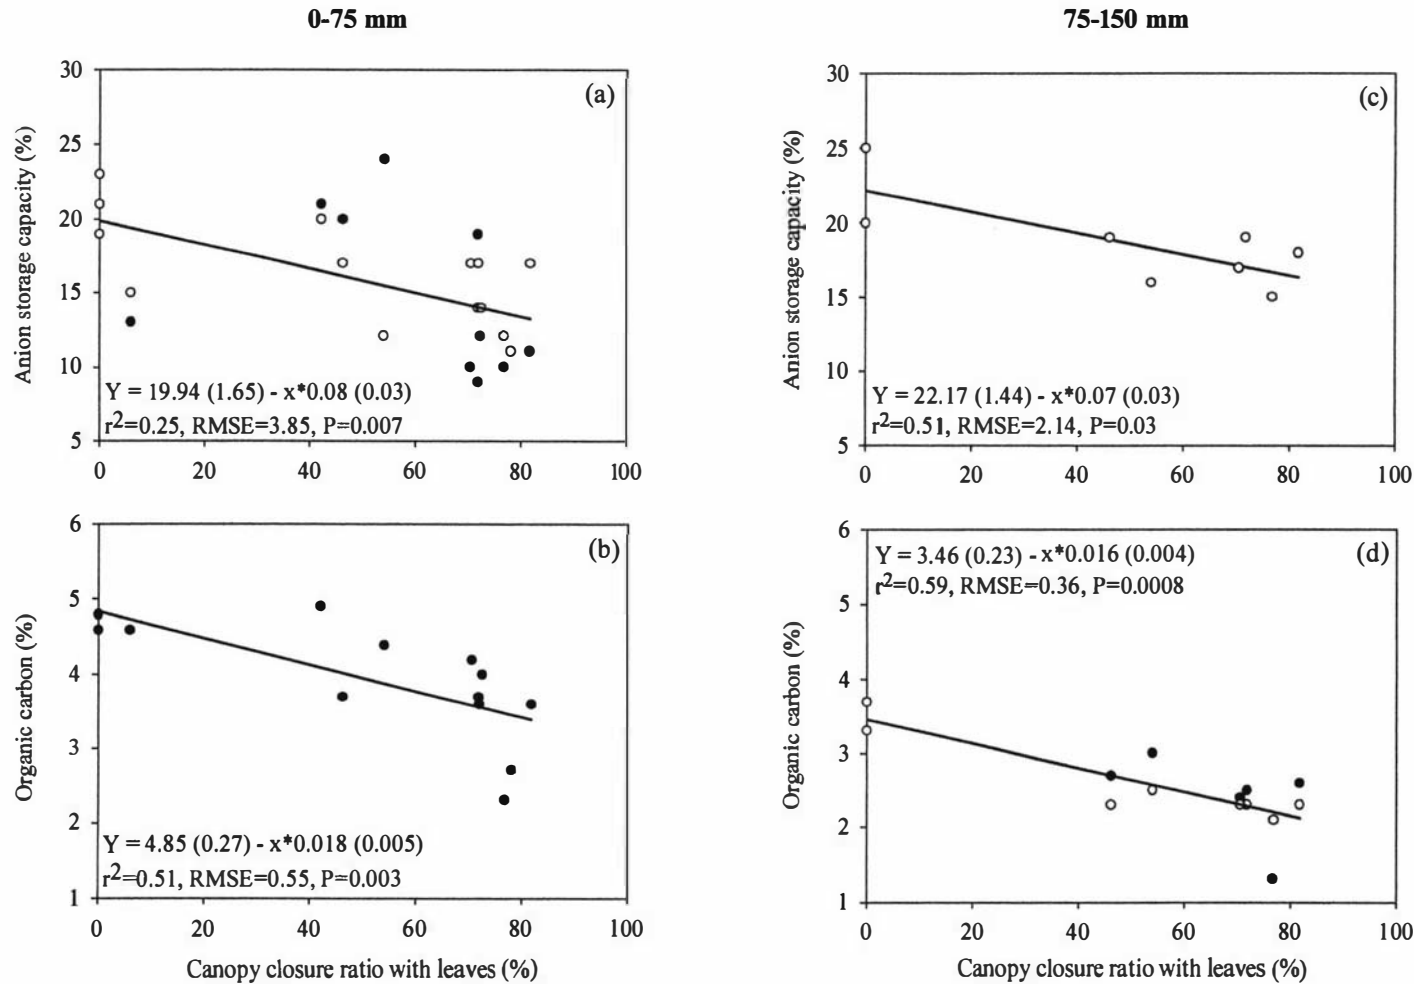 0-75 mm
75-150 mm
(a)
Anion storage capacity (%)
30
25
20
15
10
5
Y = 19.94 (1.65) - x*0.08 (0.03)
r2=0.25, RMSE=3.85, P=0.007
0 20 40 60 80 100
(c)
Anion storage capacity (%)
30
25
20
15
10
5
Y = 22.17 (1.44) - x*0.07 (0.03)
r2=0.51, RMSE=2.14, P=0.03
0 20 40 60 80 100
(b)
Organic carbon (%)
6
5
4
3
2
1
Y = 4.85 (0.27) - x*0.018 (0.005)
r2=0.51, RMSE=0.55, P=0.003
0 20 40 60 80 100
Canopy closure ratio with leaves (%)
(d)
Y = 3.46 (0.23) - x*0.016 (0.004)
r2=0.59, RMSE=0.36, P=0.0008
Organic carbon (%)
6
5
4
3
2
1
0 20 40 60 80 100
Canopy closure ratio with leaves (%)